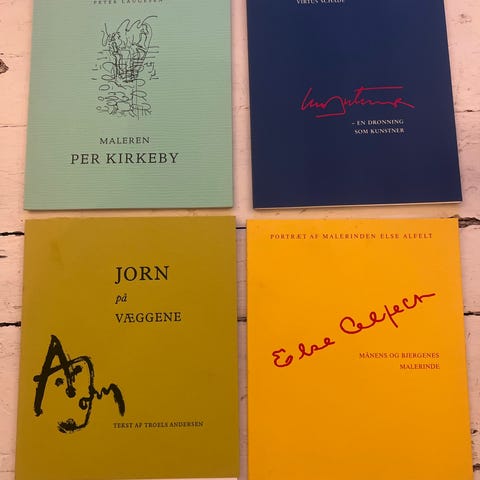 PETER LAUGESEN
MALEREN
PER KIRKEBY
VIRTUS SCHADE
– EN DRONNING
SOM KUNSTNER
JORN
på
VÆGGENE
TEKST AF TROELS ANDERSEN
PORTRÆT AF MALERINDEN ELSE ALFELT
Else Alfelt
MÅNENS OG BJERGENES
MALERINDE